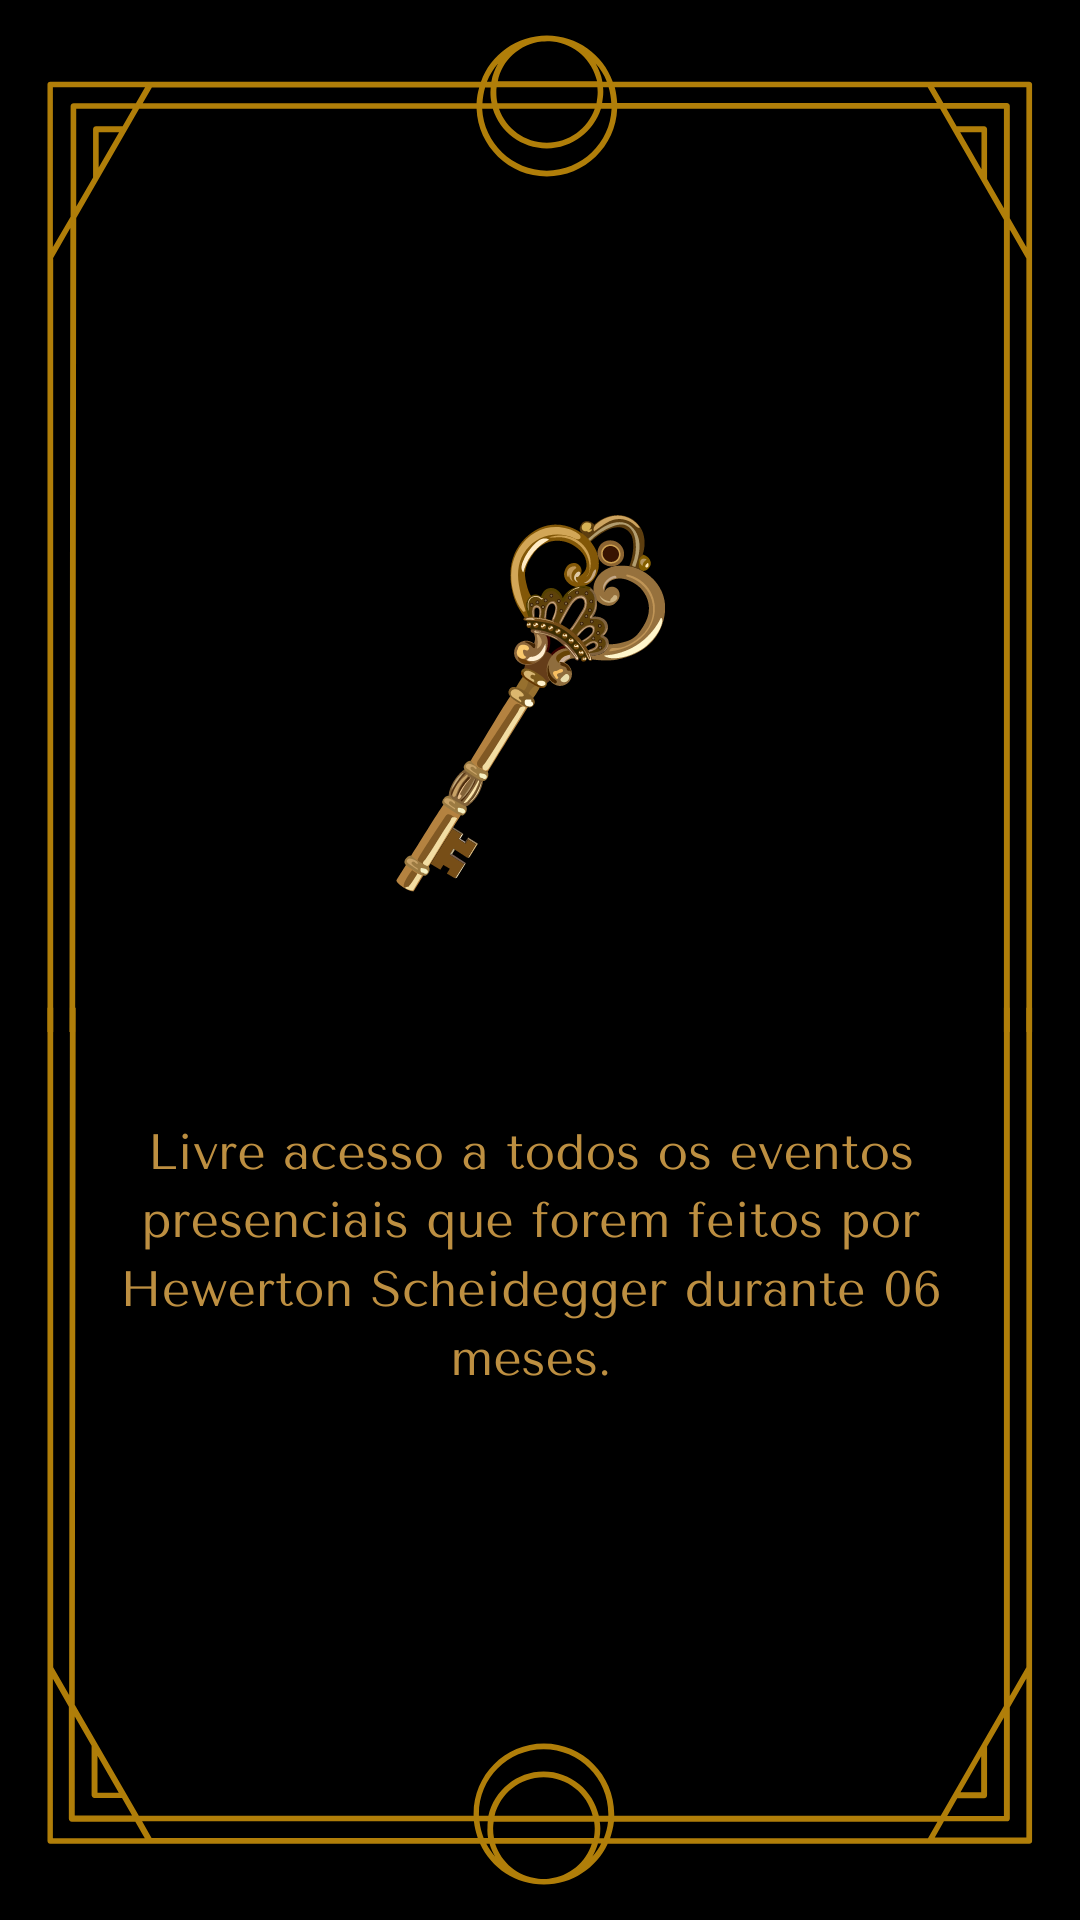 Livre acesso a todos os eventos
presenciais que forem feitos por
Hewerton Scheidegger durante 06
meses.